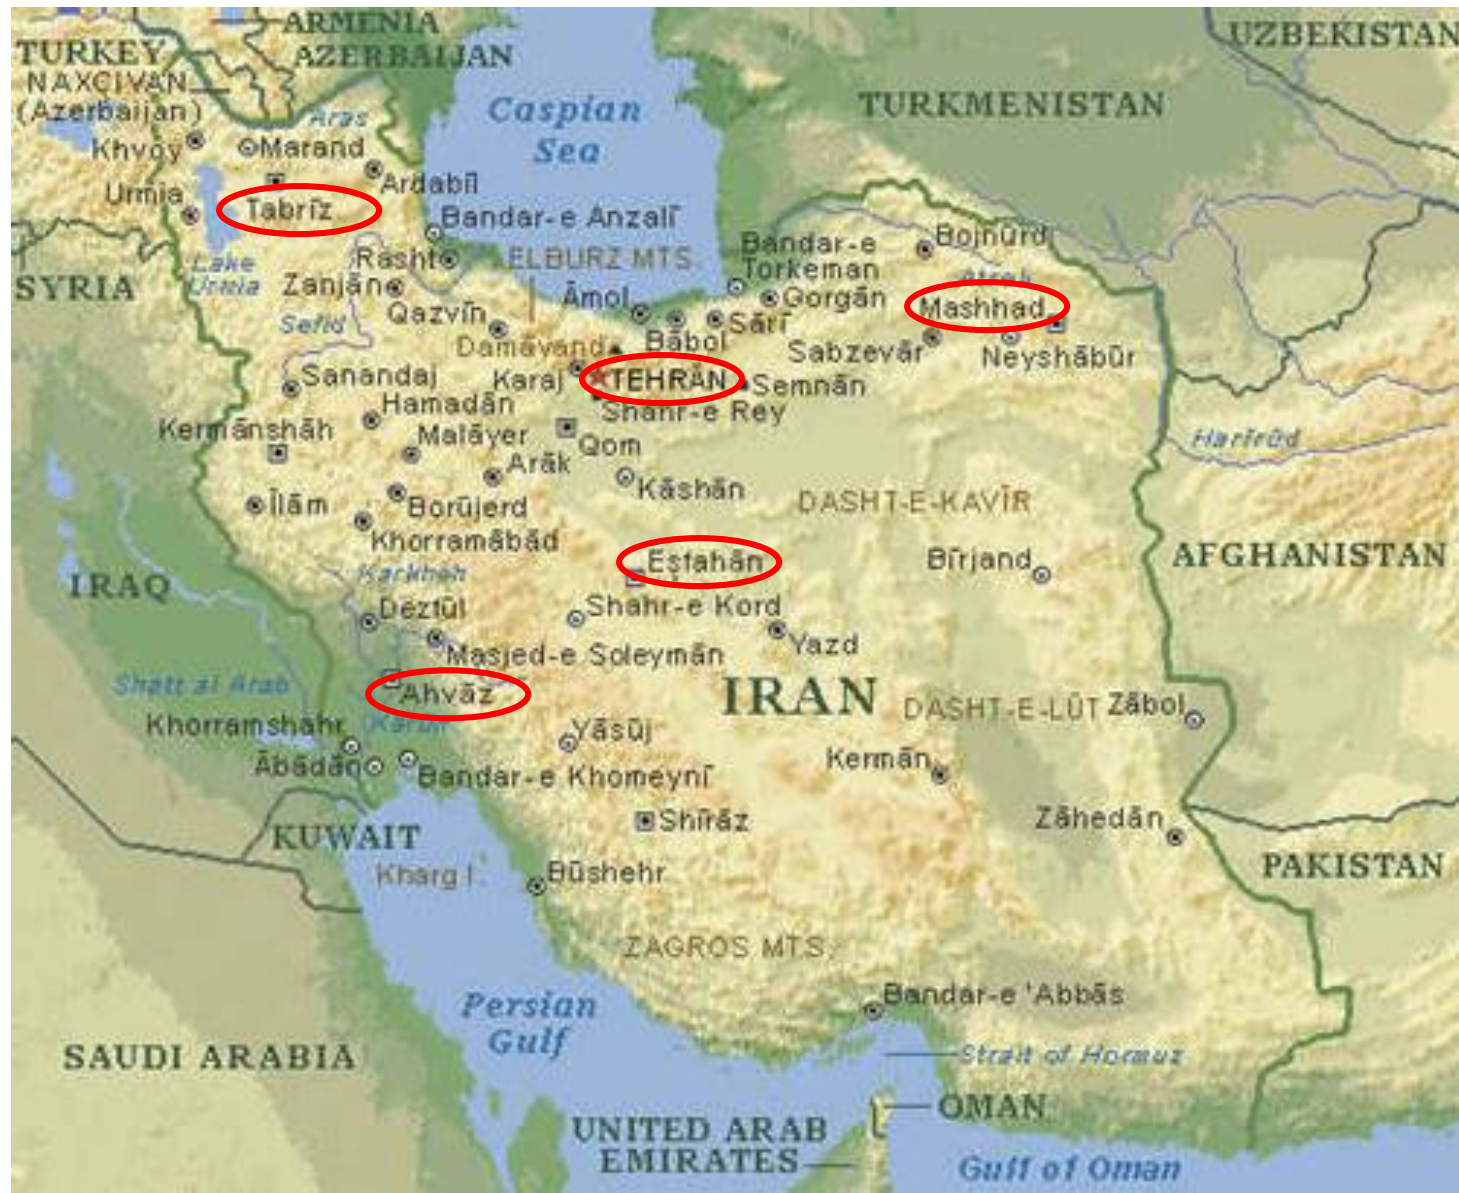 ARMENIA
UZBEKISTAN
TURKEY
AZERBAIJAN
NAXCIVAN
(Azerbaijan)
Caspian
Sea
TURKMENISTAN
Aras
Khvoy
Marand
Ardabīl
Urmia
Tabrīz
Bandar-e Anzalī
Bojnūrd
Bandar-e
Torkeman
Rasht
ELBURZ MTS.
Lake
Urmia
SYRIA
Zanjān
Atrak
Āmol
Gorgān
Mashhad
Qazvīn
Sefid
Sārī
Bābol
Damāvand
Sabzevār
Neyshābūr
Sanandaj
Karaj
TEHRĀN
Semnān
Hamadān
Shahr-e Rey
Kermānshāh
Malāyer
Qom
Harīrūd
Arāk
Kāshān
Īlām
Borūjerd
DASHT-E-KAVĪR
Khorramābād
Eşfahān
Bīrjand
AFGHANISTAN
Karkheh
IRAQ
Dezfūl
Shahr-e Kord
Yazd
Masjed-e Soleymān
Shatt al Arab
Ahvāz
IRAN
DASHT-E-LŪT
Zābol
Khorramshahr
Karun
Yāsūj
Ābādān
Bandar-e Khomeynī
Kermān
KUWAIT
Shīrāz
Zāhedān
Kharg I.
Būshehr
PAKISTAN
ZAGROS MTS.
Persian
Gulf
Bandar-e 'Abbās
SAUDI ARABIA
Strait of Hormuz
OMAN
UNITED ARAB
EMIRATES
Gulf of Oman